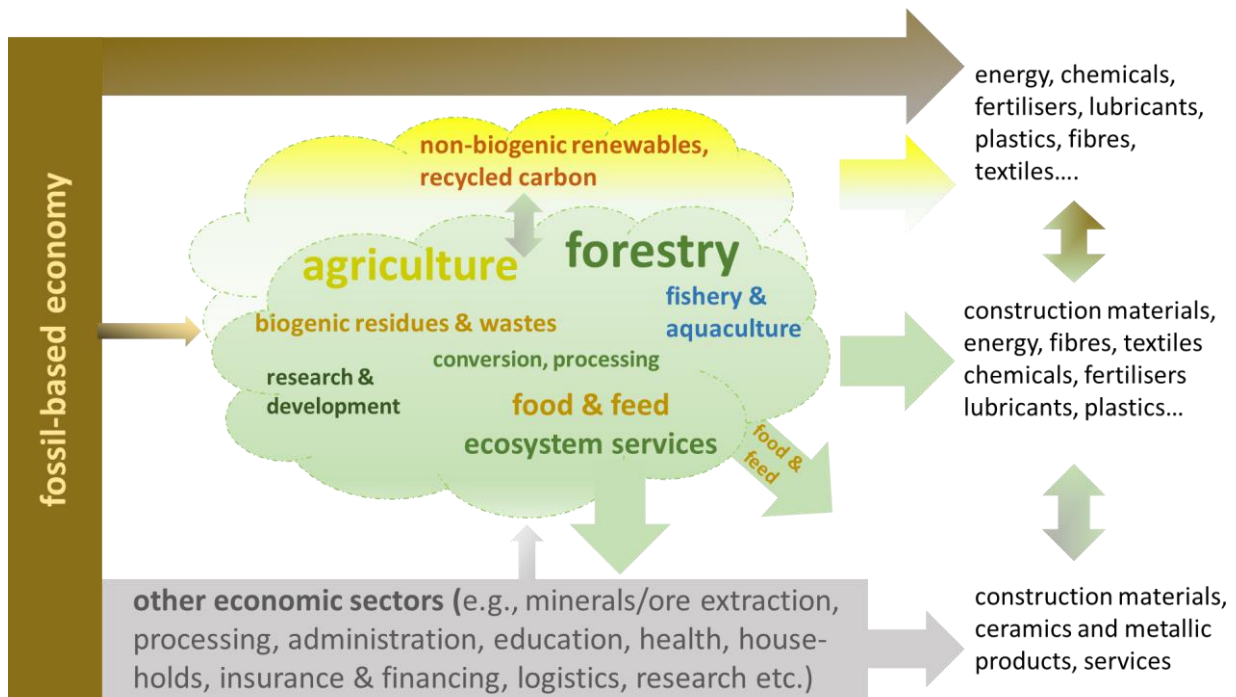 fossil-based economy
energy, chemicals,
fertilisers, lubricants,
plastics, fibres,
textiles....
non-biogenic renewables,
recycled carbon
agriculture
forestry
fishery &
aquaculture
biogenic residues & wastes
conversion, processing
research &
development
food & feed
ecosystem services
food &
feed
construction materials,
energy, fibres, textiles
chemicals, fertilisers
lubricants, plastics...
other economic sectors (e.g., minerals/ore extraction,
processing, administration, education, health, house-
holds, insurance & financing, logistics, research etc.)
construction materials,
ceramics and metallic
products, services